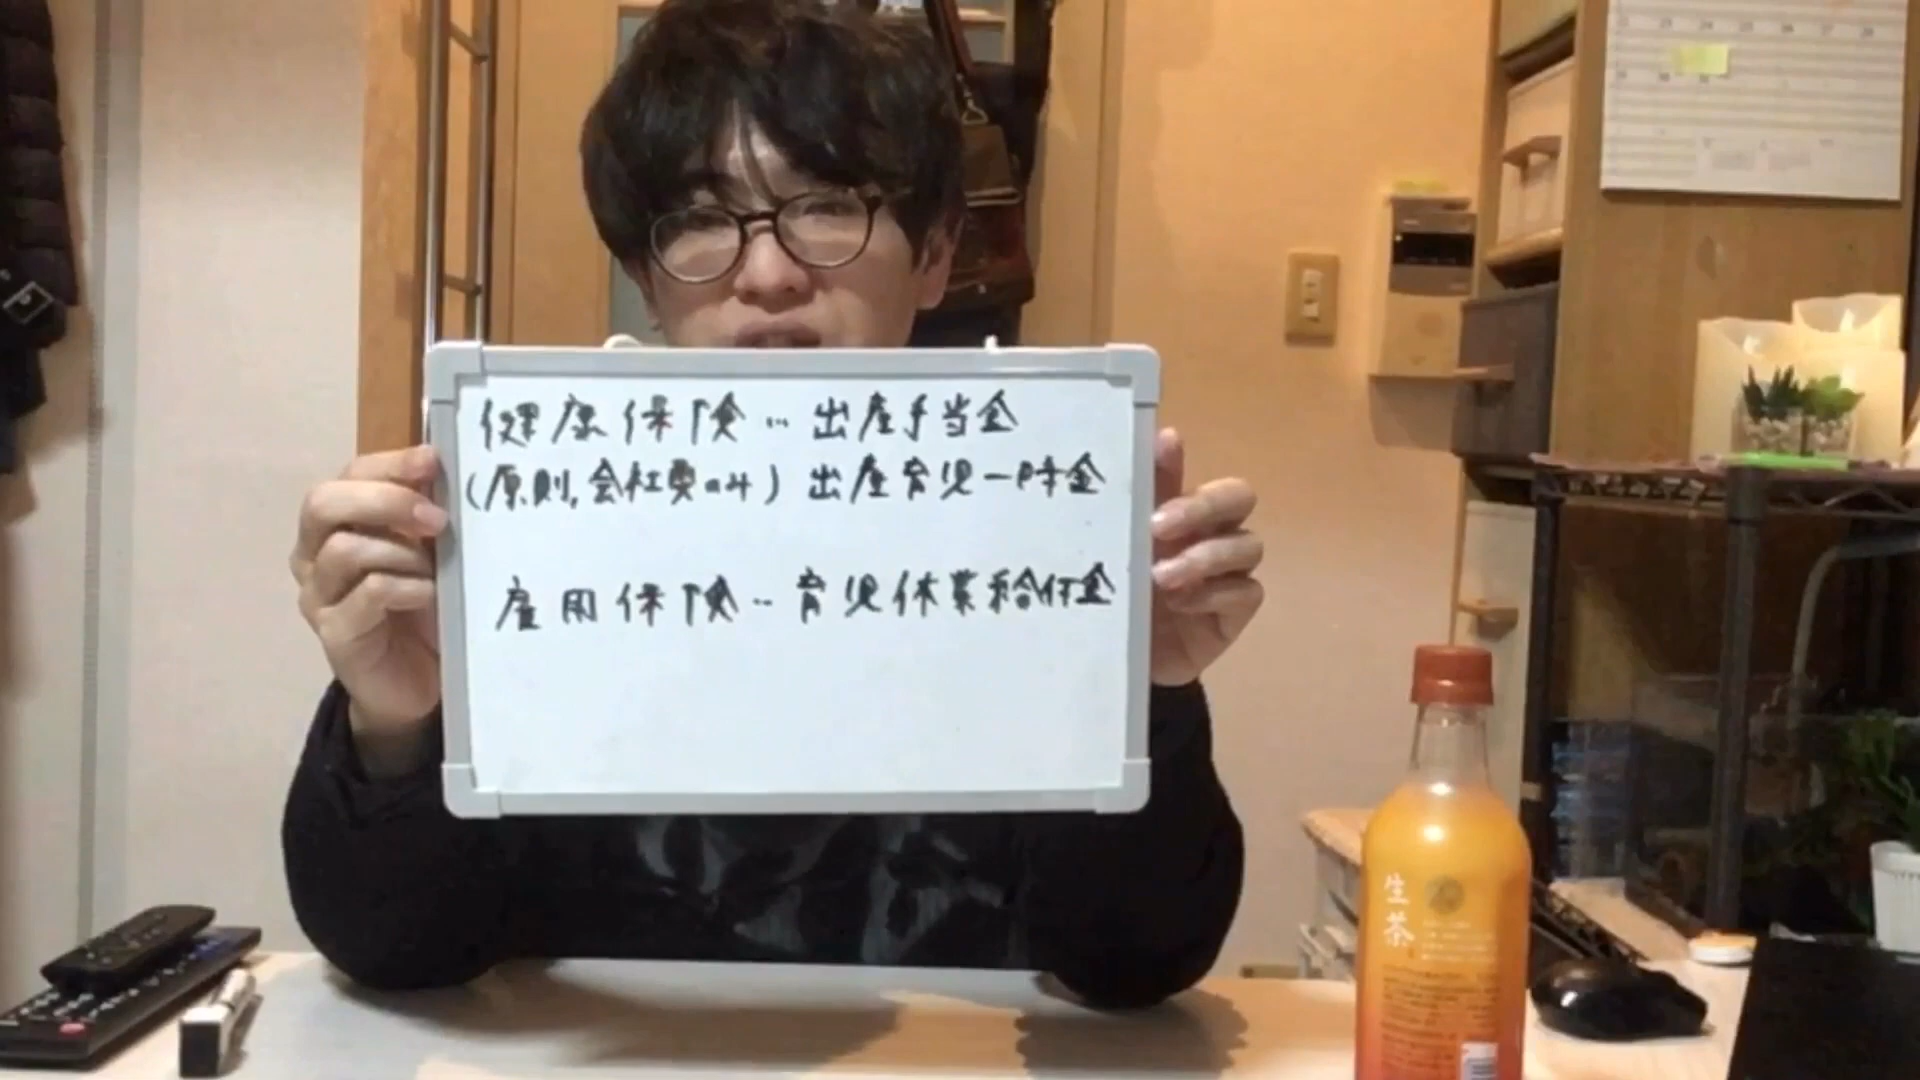 健康保険…出産手当金
(原則,会社員のみ) 出産育児一時金
雇用保険‥育児休業給付金
生茶